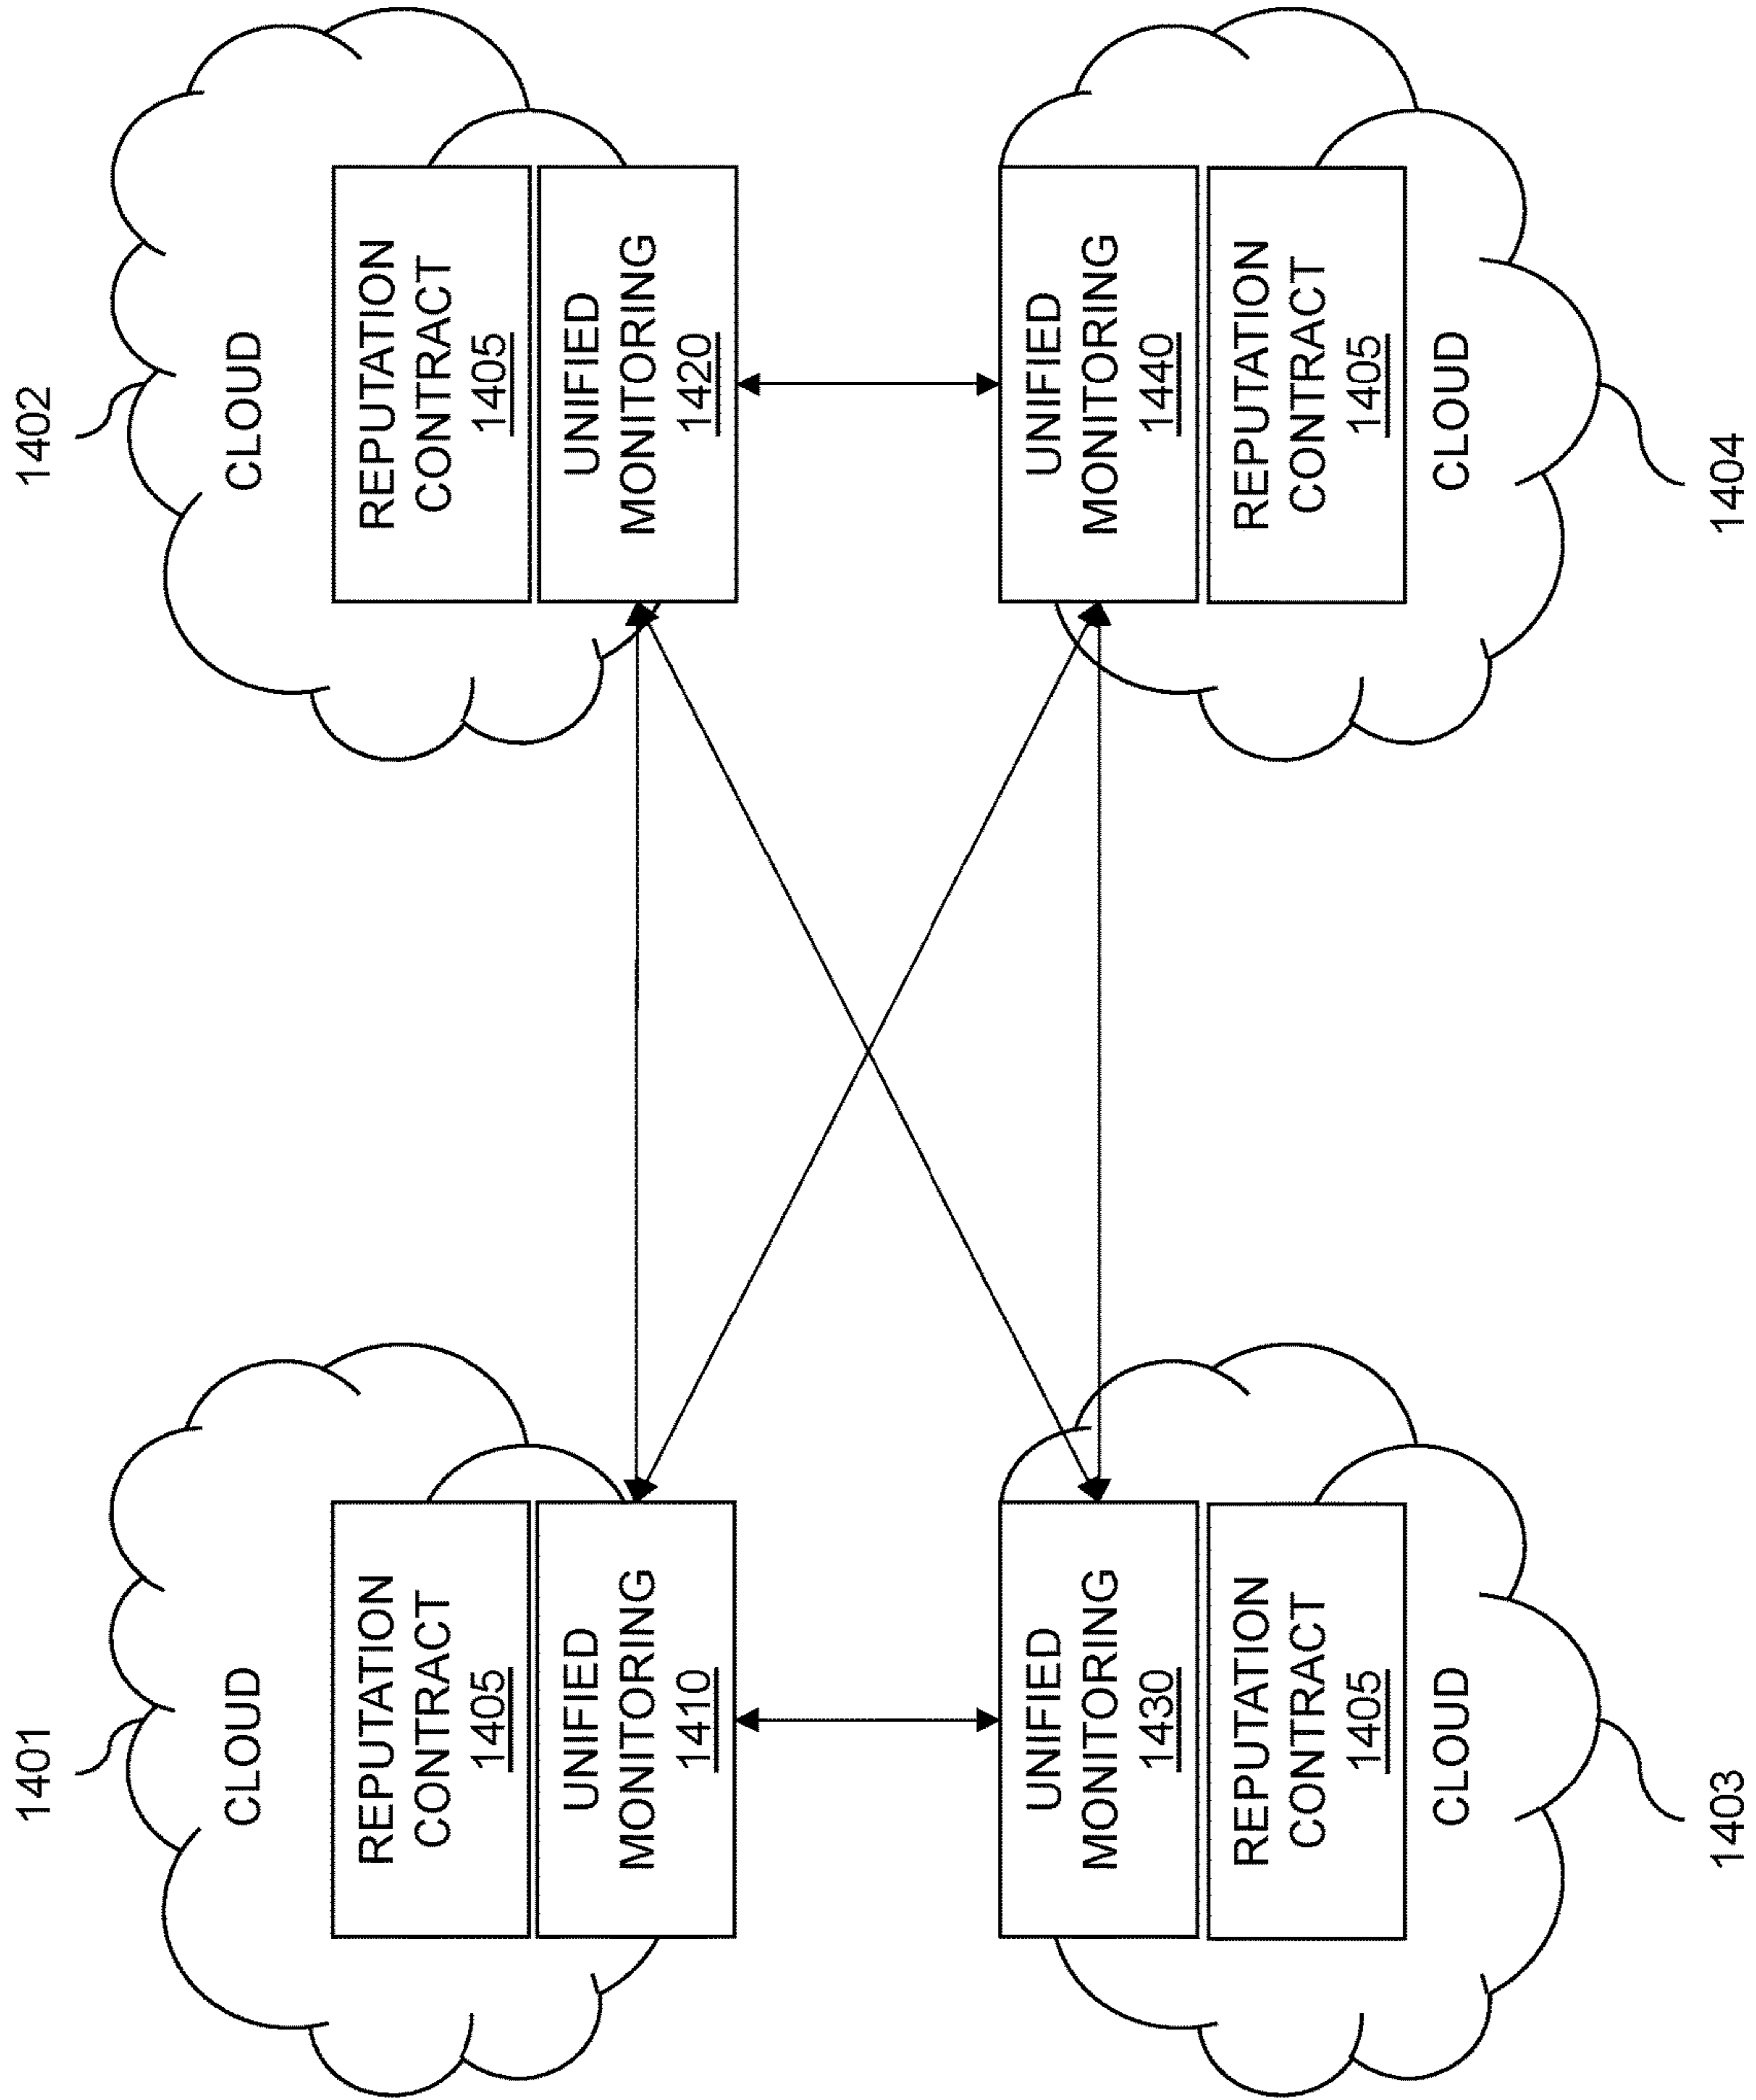 1401
CLOUD
REPUTATION
CONTRACT
1405
UNIFIED
MONITORING
1410
1402
CLOUD
REPUTATION
CONTRACT
1405
UNIFIED
MONITORING
1420
UNIFIED
MONITORING
1430
REPUTATION
CONTRACT
1405
CLOUD
1403
UNIFIED
MONITORING
1440
REPUTATION
CONTRACT
1405
CLOUD
1404